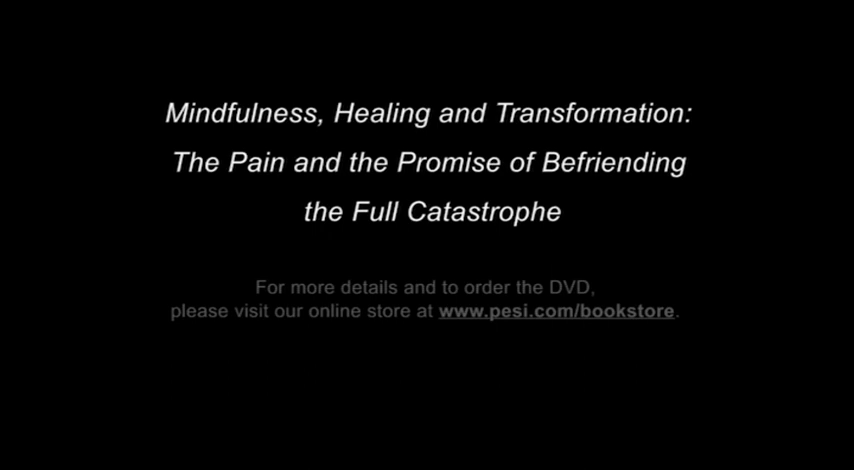 Mindfulness, Healing and Transformation:
The Pain and the Promise of Befriending
the Full Catastrophe
For more details and to order the DVD,
please visit our online store at www.pesi.com/bookstore.